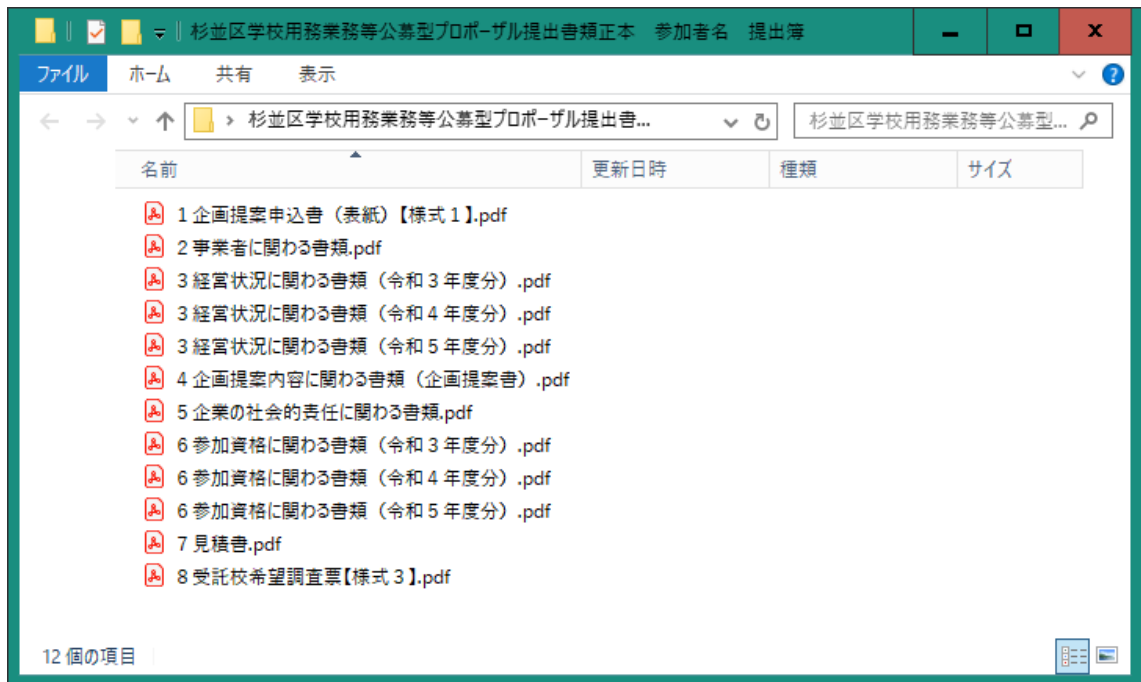 杉並区学校用務業務等公募型プロポーザル提出書類正本 参加者名 提出簿
ファイル ホーム 共有 表示
杉並区学校用務業務等公募型プロポーザル提出書... 杉並区学校用務業務等公募型...
名前 更新日時 種類 サイズ
1企画提案申込書（表紙）【様式１】.pdf
2事業者に関わる書類.pdf
3経営状況に関わる書類（令和３年度分）.pdf
3経営状況に関わる書類（令和４年度分）.pdf
3経営状況に関わる書類（令和５年度分）.pdf
4企画提案内容に関わる書類（企画提案書）.pdf
5企業の社会的責任に関わる書類.pdf
6参加資格に関わる書類（令和３年度分）.pdf
6参加資格に関わる書類（令和４年度分）.pdf
6参加資格に関わる書類（令和５年度分）.pdf
7見積書.pdf
8受託校希望調査票【様式３】.pdf
12個の項目